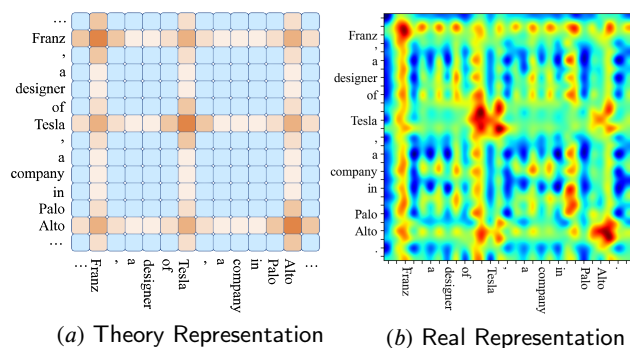 ...
Franz
,
a
designer
of
Tesla
,
a
company
in
Palo
Alto
...
... Franz , a designer of Tesla , a company in Palo Alto ...
(a) Theory Representation
Franz
,
a
designer
of
Tesla
,
a
company
in
Palo
Alto
.
Franz , a designer of Tesla , a company in Palo Alto .
(b) Real Representation